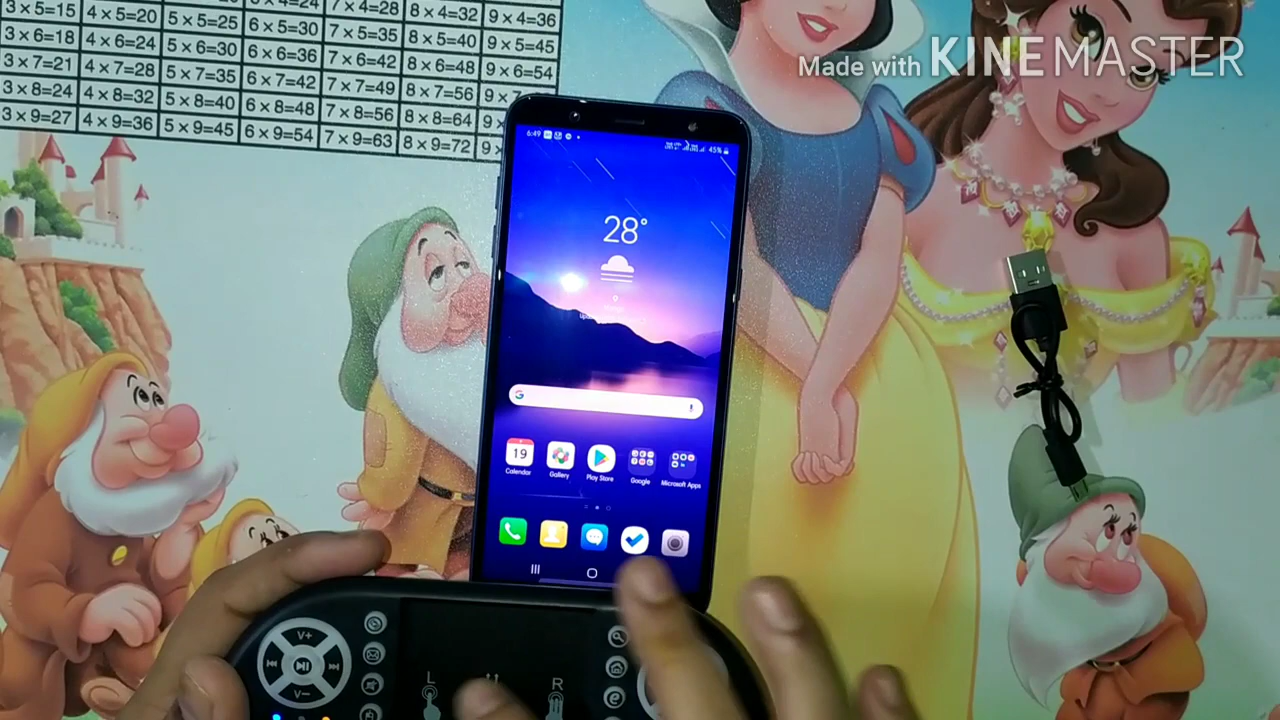 3×5=15 4×5=20 5×5=25 6×5=30 7×4=28 8×4=32 9×4=36
3×6=18 4×6=24 5×6=30 6×6=36 7×5=35 8×5=40 9×5=45
3×7=21 4×7=28 5×7=35 6×7=42 7×6=42 8×6=48 9×6=54
3×8=24 4×8=32 5×8=40 6×8=48 7×7=49 8×7=56
3×9=27 4×9=36 5×9=45 6×9=54 7×8=56 8×8=64
7×9=63 8×9=72
Made with KINEMASTER
6:49 45%
28°
G
19
Calendar Gallery Play Store Google Microsoft Apps
V+
V-
L R